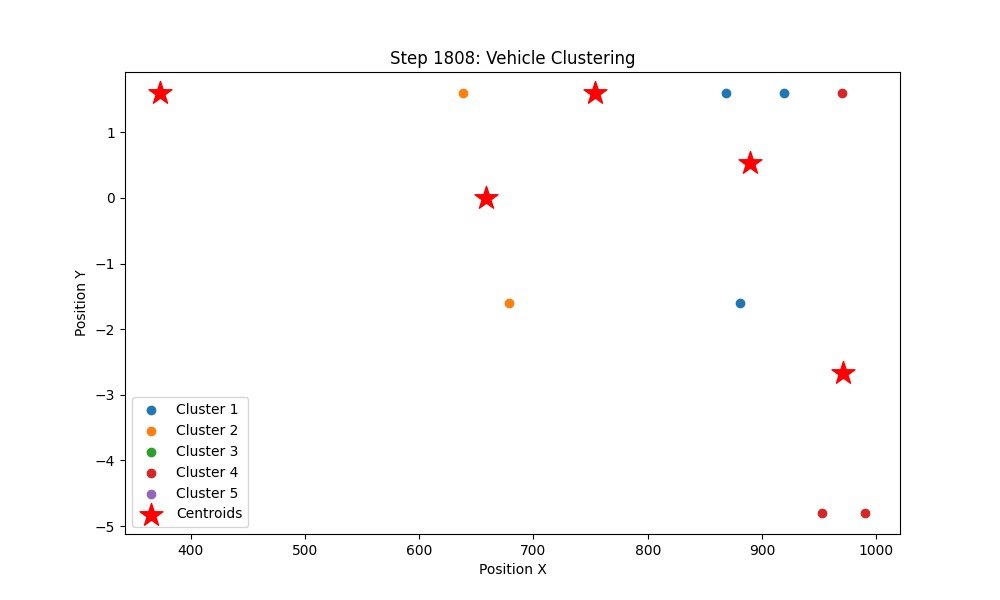 Step 1808: Vehicle Clustering
Position Y
1
0
−1
−2
−3
−4
−5
Cluster 1
Cluster 2
Cluster 3
Cluster 4
Cluster 5
Centroids
400 500 600 700 800 900 1000
Position X